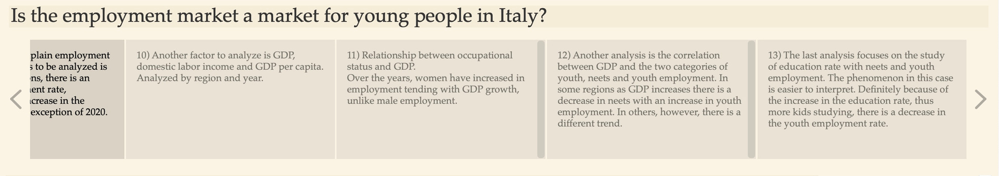 Is the employment market a market for young people in Italy?
plain employment
s to be analyzed is
ons, there is an
ent rate,
crease in the
exception of 2020.
10) Another factor to analyze is GDP,
domestic labor income and GDP per capita.
Analyzed by region and year.
11) Relationship between occupational
status and GDP.
Over the years, women have increased in
employment tending with GDP growth,
unlike male employment.
12) Another analysis is the correlation
between GDP and the two categories of
youth, neets and youth employment. In
some regions as GDP increases there is a
decrease in neets with an increase in youth
employment. In others, however, there is a
different trend.
13) The last analysis focuses on the study
of education rate with neets and youth
employment. The phenomenon in this case
is easier to interpret. Definitely because of
the increase in the education rate, thus
more kids studying, there is a decrease in
the youth employment rate.